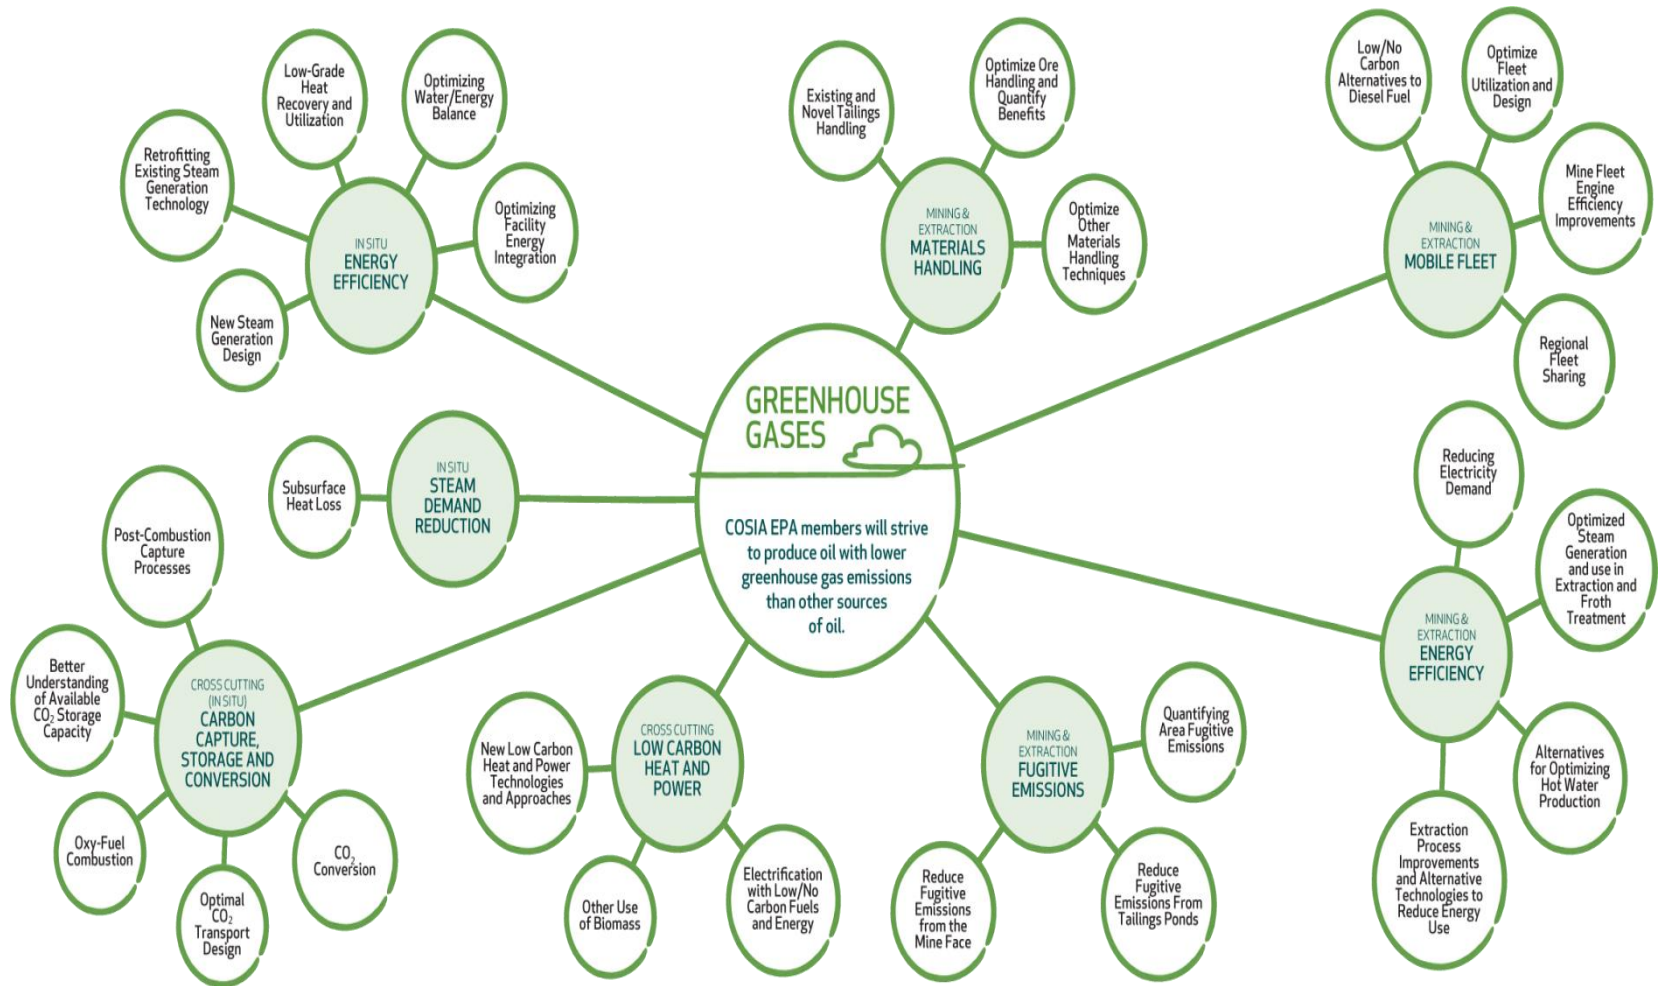 Low-Grade
Heat
Recovery and
Utilization
Optimizing
Water/Energy
Balance
Retrofitting
Existing Steam
Generation
Technology
Optimizing
Facility
Energy
Integration
New Steam
Generation
Design
IN SITU
ENERGY
EFFICIENCY
Existing and
Novel Tailings
Handling
Optimize Ore
Handling and
Quantify
Benefits
Optimize
Other
Materials
Handling
Techniques
MINING &
EXTRACTION
MATERIALS
HANDLING
Low/No
Carbon
Alternatives to
Diesel Fuel
Optimize
Fleet
Utilization and
Design
Mine Fleet
Engine
Efficiency
Improvements
Regional
Fleet
Sharing
MINING &
EXTRACTION
MOBILE FLEET
GREENHOUSE
GASES
COSIA EPA members will strive
to produce oil with lower
greenhouse gas emissions
than other sources
of oil.
Subsurface
Heat Loss
IN SITU
STEAM
DEMAND
REDUCTION
Reducing
Electricity
Demand
Optimized
Steam
Generation
and use in
Extraction and
Froth
Treatment
MINING &
EXTRACTION
ENERGY
EFFICIENCY
Alternatives
for Optimizing
Hot Water
Production
Extraction
Process
Improvements
and Alternative
Technologies to
Reduce Energy
Use
Post-Combustion
Capture
Processes
Better
Understanding
of Available
CO₂ Storage
Capacity
CROSS CUTTING
(IN SITU)
CARBON
CAPTURE,
STORAGE AND
CONVERSION
Oxy-Fuel
Combustion
Optimal
CO₂
Transport
Design
CO₂
Conversion
New Low Carbon
Heat and Power
Technologies
and Approaches
CROSS CUTTING
LOW CARBON
HEAT AND
POWER
Other Use
of Biomass
Electrification
with Low/No
Carbon Fuels
and Energy
MINING &
EXTRACTION
FUGITIVE
EMISSIONS
Quantifying
Area Fugitive
Emissions
Reduce
Fugitive
Emissions
from the
Mine Face
Reduce
Fugitive
Emissions From
Tailings Ponds